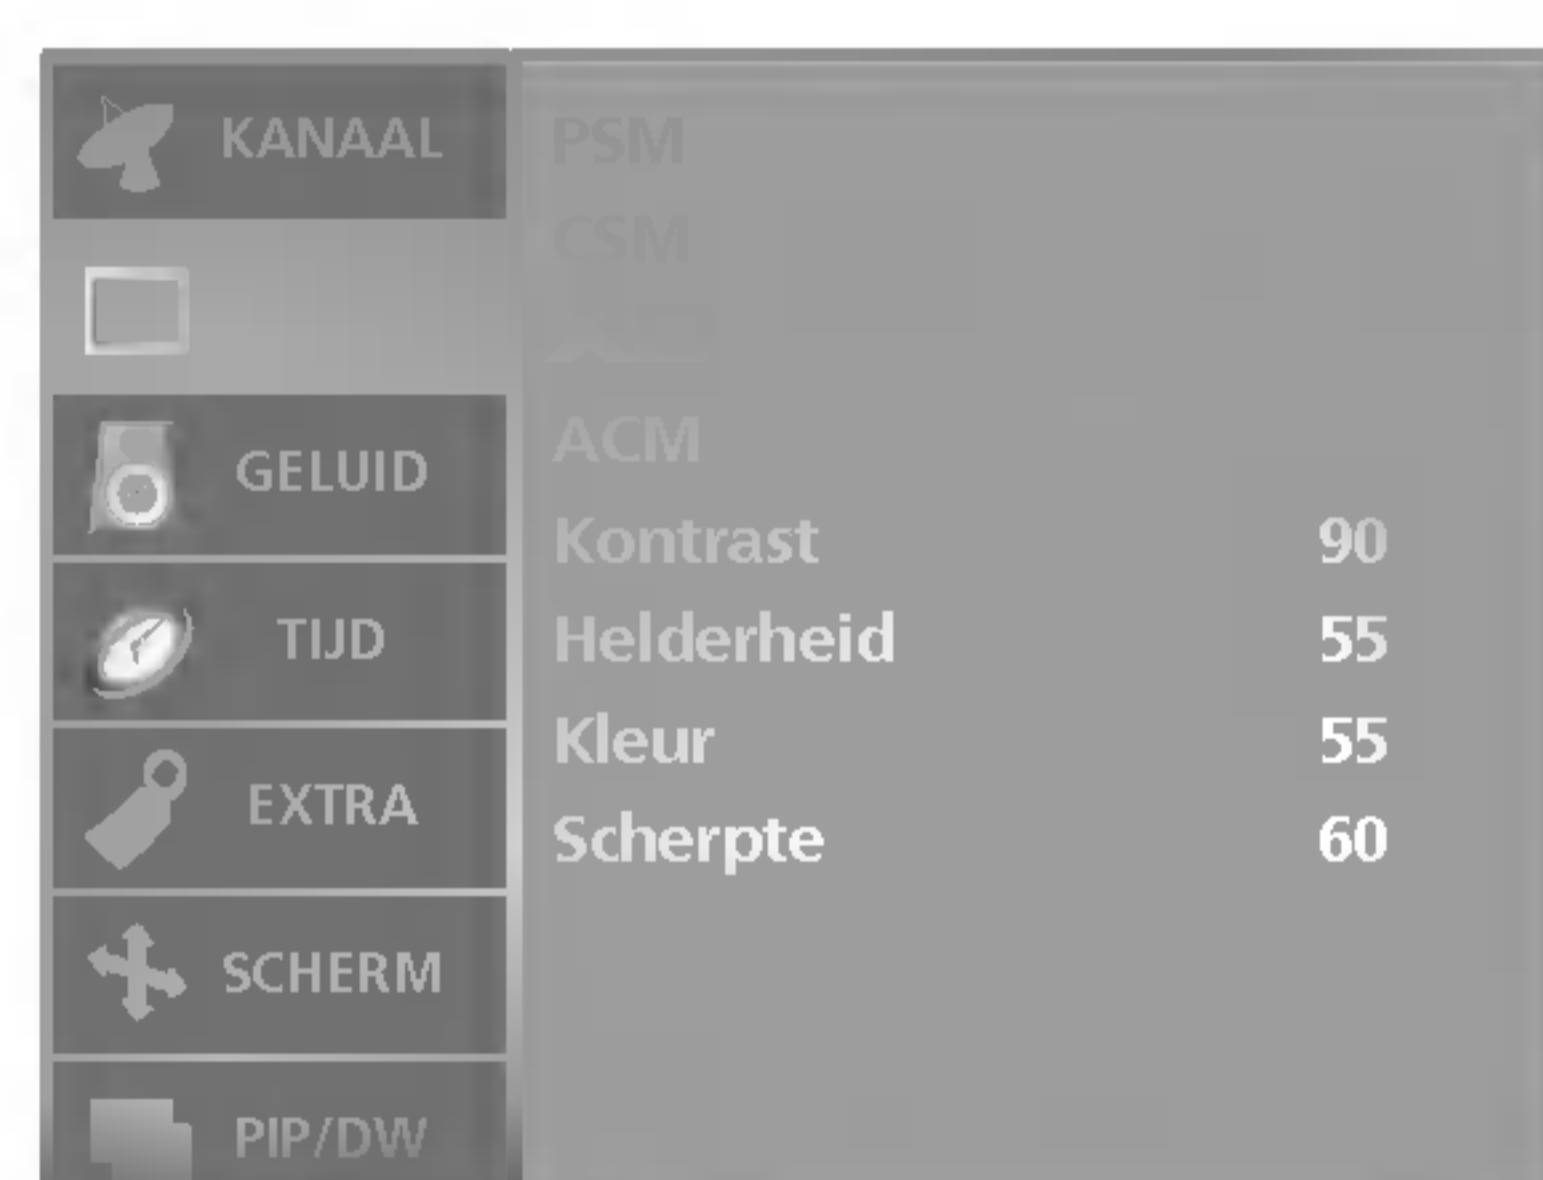 KANAAL
PSM
CSM
ACM
GELUID
Kontrast 90
TIJD
Helderheid 55
Kleur 55
EXTRA
Scherpte 60
SCHERM
PIP/DW